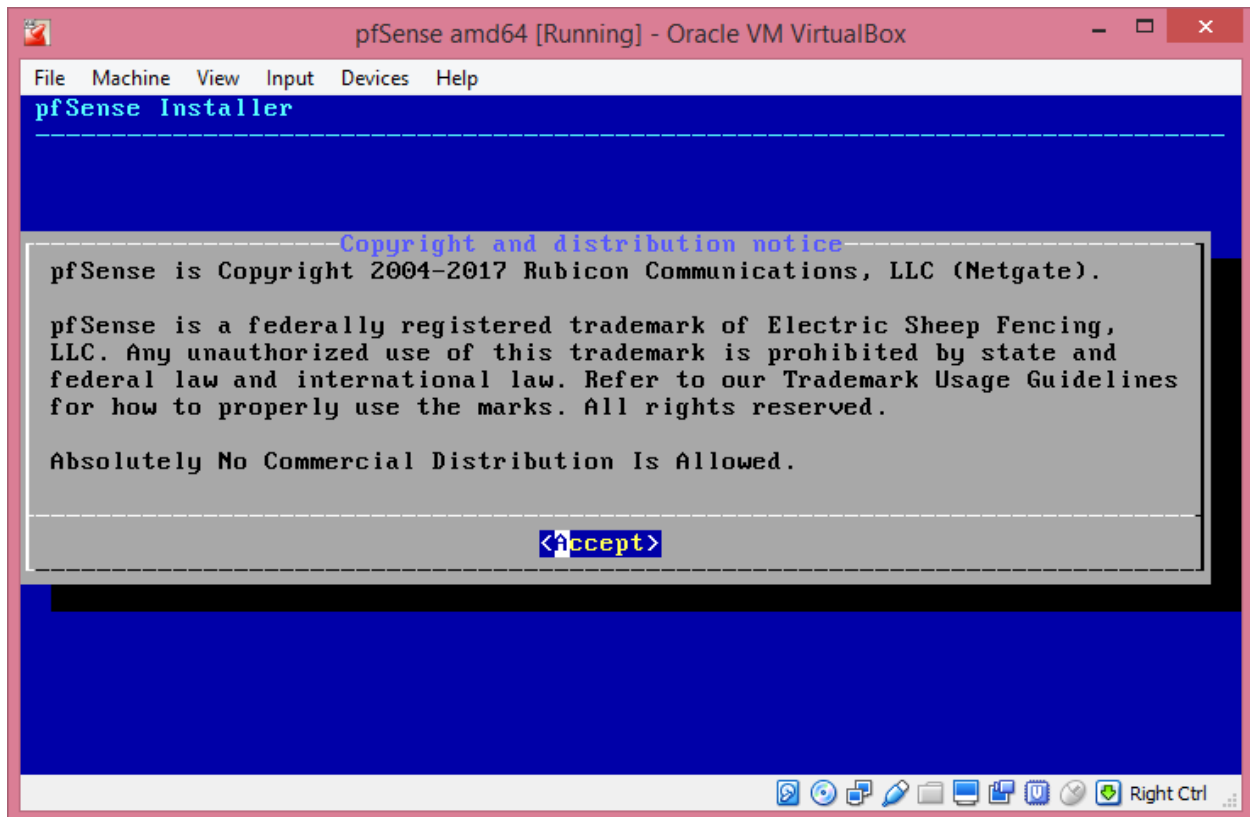 pfSense amd64 [Running] - Oracle VM VirtualBox
File Machine View Input Devices Help
pfSense Installer
Copyright and distribution notice
pfSense is Copyright 2004-2017 Rubicon Communications, LLC (Netgate).
pfSense is a federally registered trademark of Electric Sheep Fencing,
LLC. Any unauthorized use of this trademark is prohibited by state and
federal law and international law. Refer to our Trademark Usage Guidelines
for how to properly use the marks. All rights reserved.
Absolutely No Commercial Distribution Is Allowed.
<Accept>
Right Ctrl